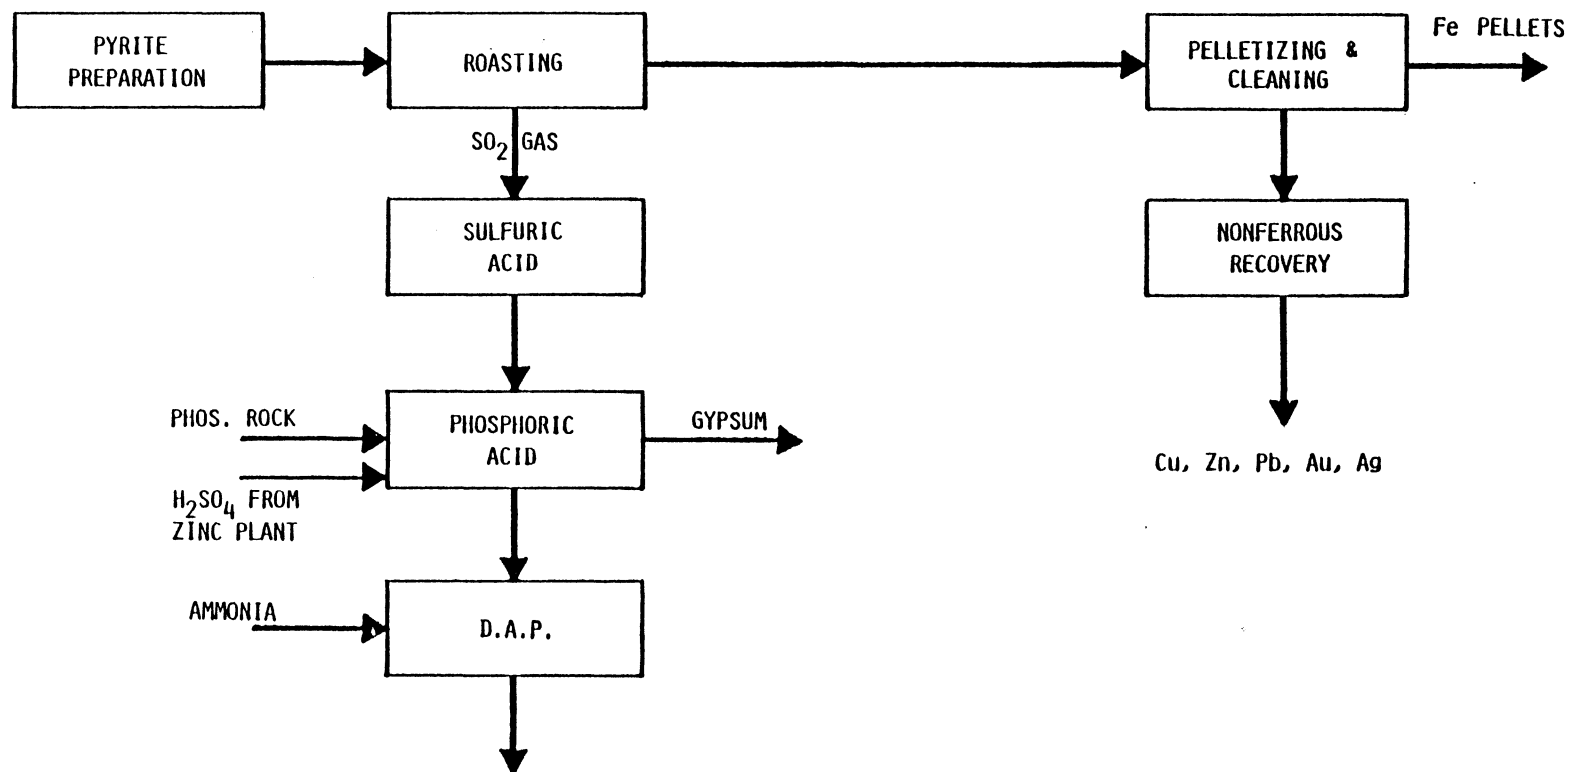 PYRITE
PREPARATION
ROASTING
PELLETIZING &
CLEANING
Fe PELLETS
SO2 GAS
SULFURIC
ACID
NONFERROUS
RECOVERY
PHOS. ROCK
PHOSPHORIC
ACID
GYPSUM
H2SO4 FROM
ZINC PLANT
Cu, Zn, Pb, Au, Ag
AMMONIA
D.A.P.